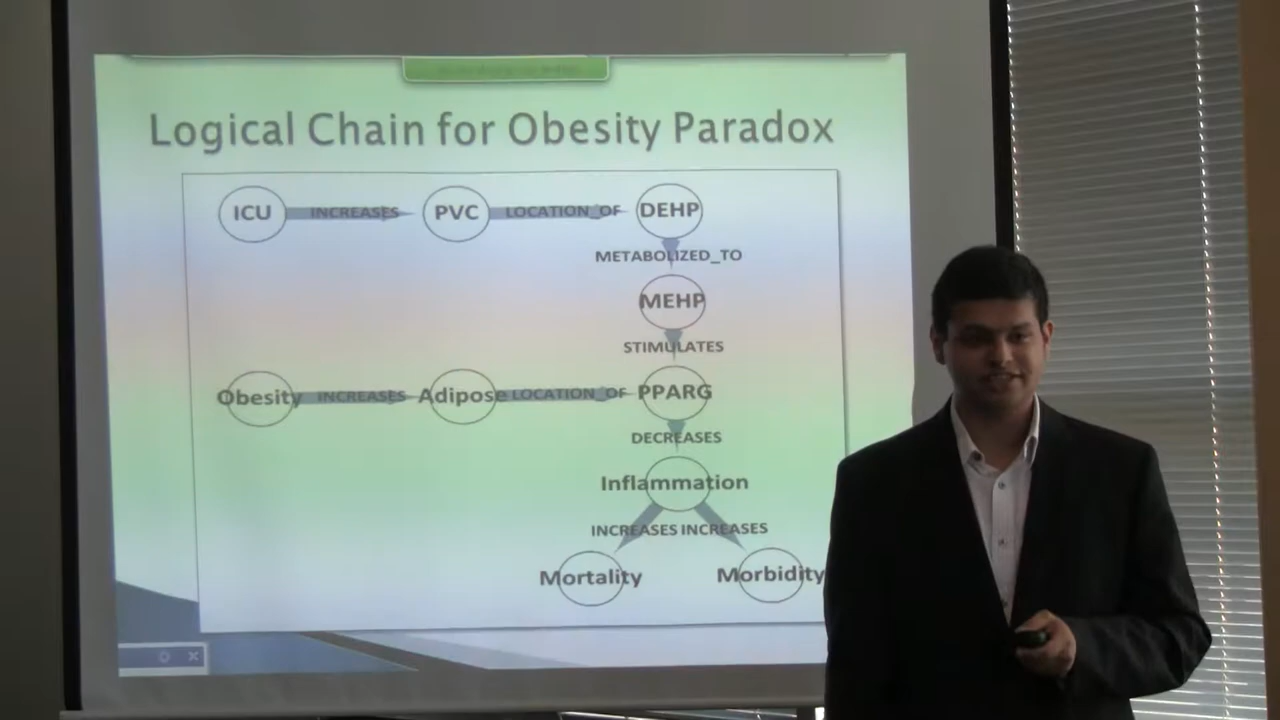 Logical Chain for Obesity Paradox
ICU INCREASES PVC LOCATION_OF DEHP
METABOLIZED_TO
MEHP
STIMULATES
Obesity INCREASES Adipose LOCATION_OF PPARG
DECREASES
Inflammation
INCREASES INCREASES
Mortality Morbidity